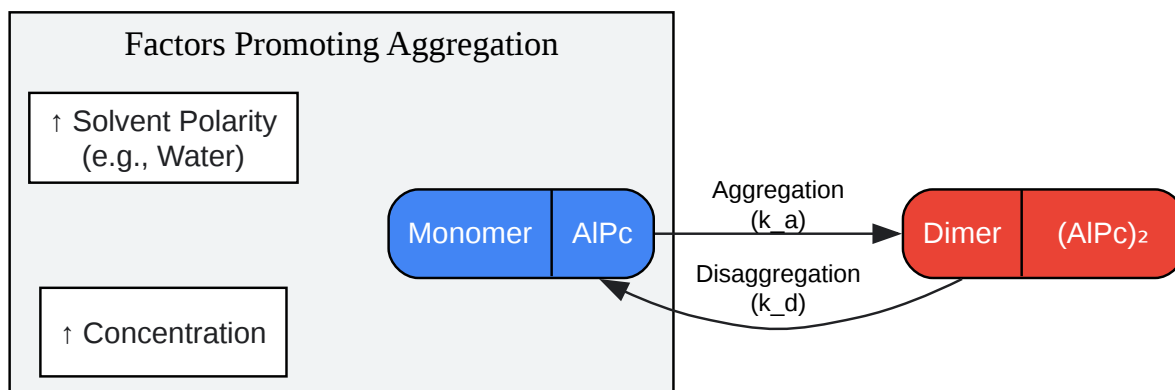 Factors Promoting Aggregation
↑ Solvent Polarity
(e.g., Water)
Monomer AlPc
Aggregation
(k_a)
Dimer (AlPc)₂
Disaggregation
(k_d)
↑ Concentration